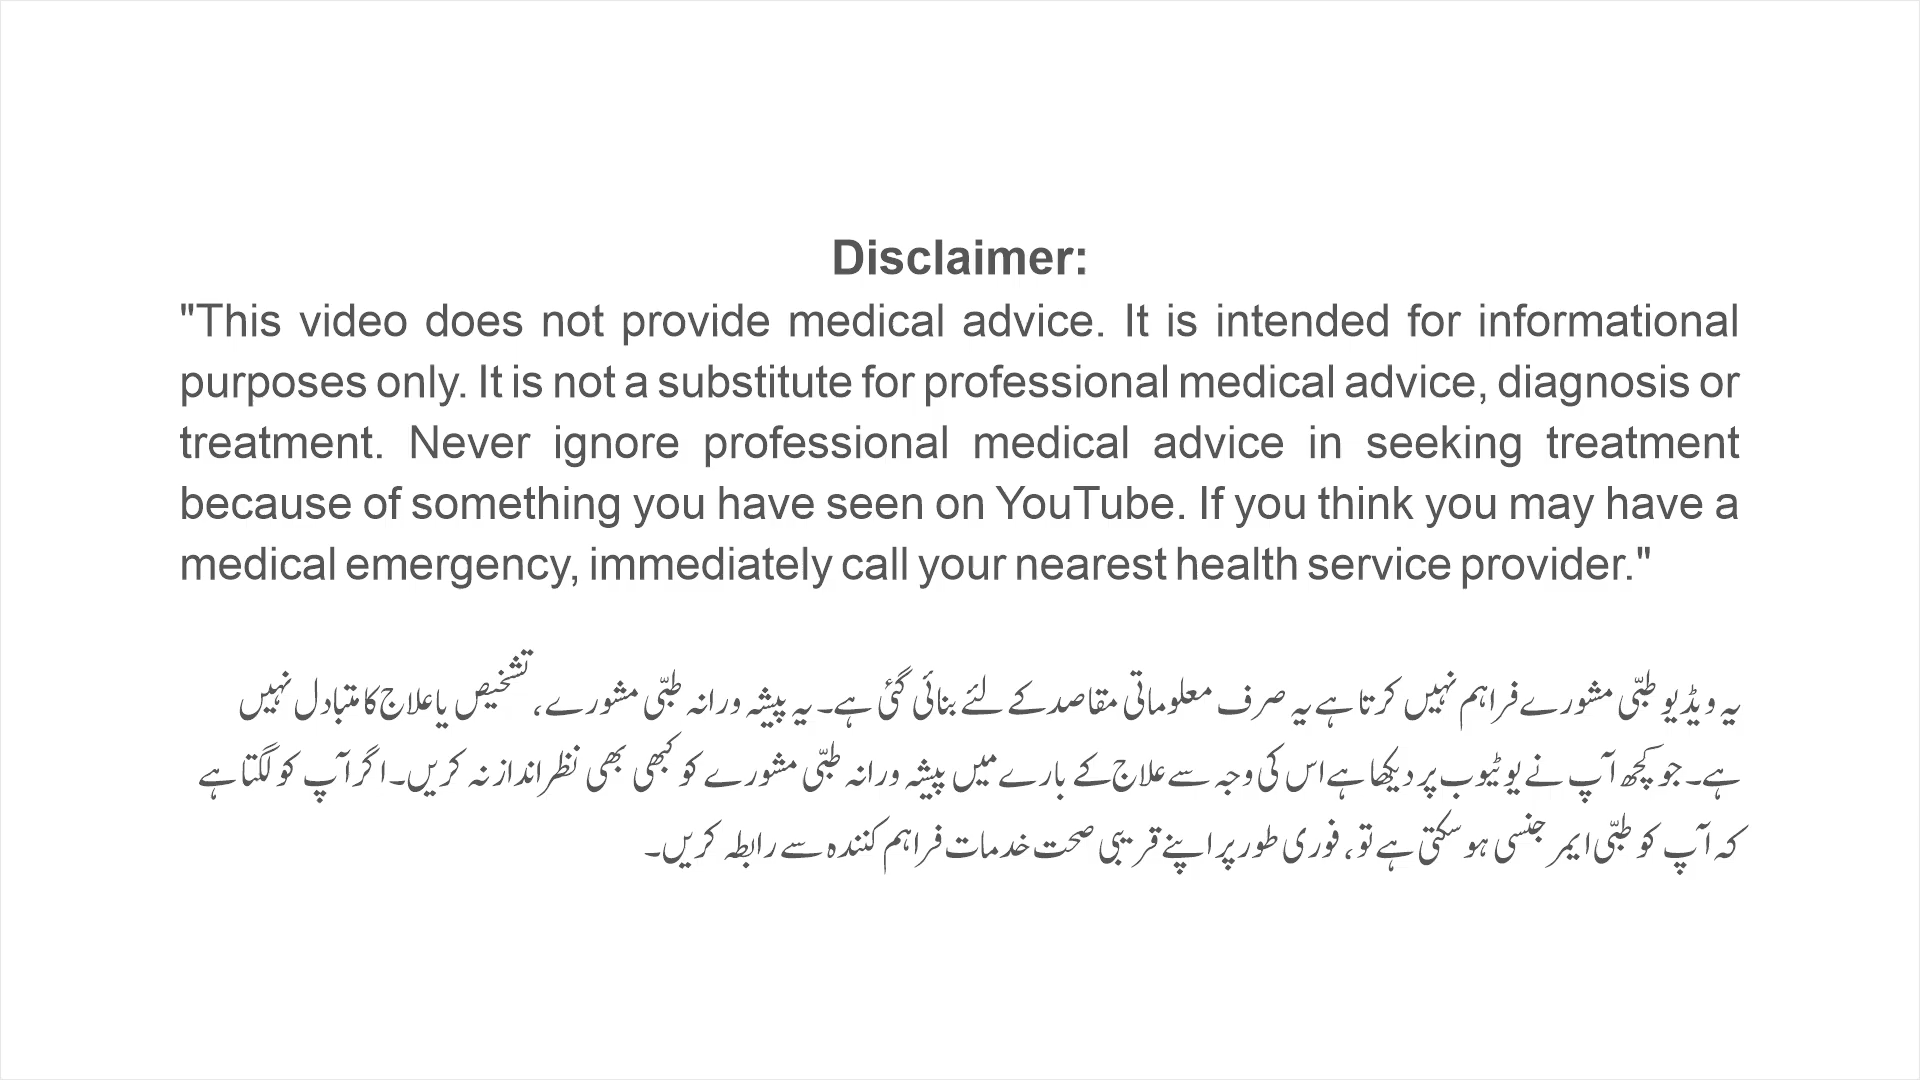 Disclaimer:
"This video does not provide medical advice. It is intended for informational
purposes only. It is not a substitute for professional medical advice, diagnosis or
treatment. Never ignore professional medical advice in seeking treatment
because of something you have seen on YouTube. If you think you may have a
medical emergency, immediately call your nearest health service provider."
یہ ویڈیو طبّی مشورے فراہم نہیں کرتا ہے یہ صرف معلوماتی مقاصد کے لئے بنائی گئی ہے۔ یہ پیشہ ورانہ طبّی مشورے، تشخیص یا علاج کا متبادل نہیں
ہے۔ جو کچھ آپ نے یوٹیوب پر دیکھا ہے اس کی وجہ سے علاج کے بارے میں پیشہ ورانہ طبّی مشورے کو کبھی بھی نظر انداز نہ کریں۔ اگر آپ کو لگتا ہے
کہ آپ کو طبّی ایمرجنسی ہو سکتی ہے تو، فوری طور پر اپنے قریبی صحت خدمات فراہم کنندہ سے رابطہ کریں۔